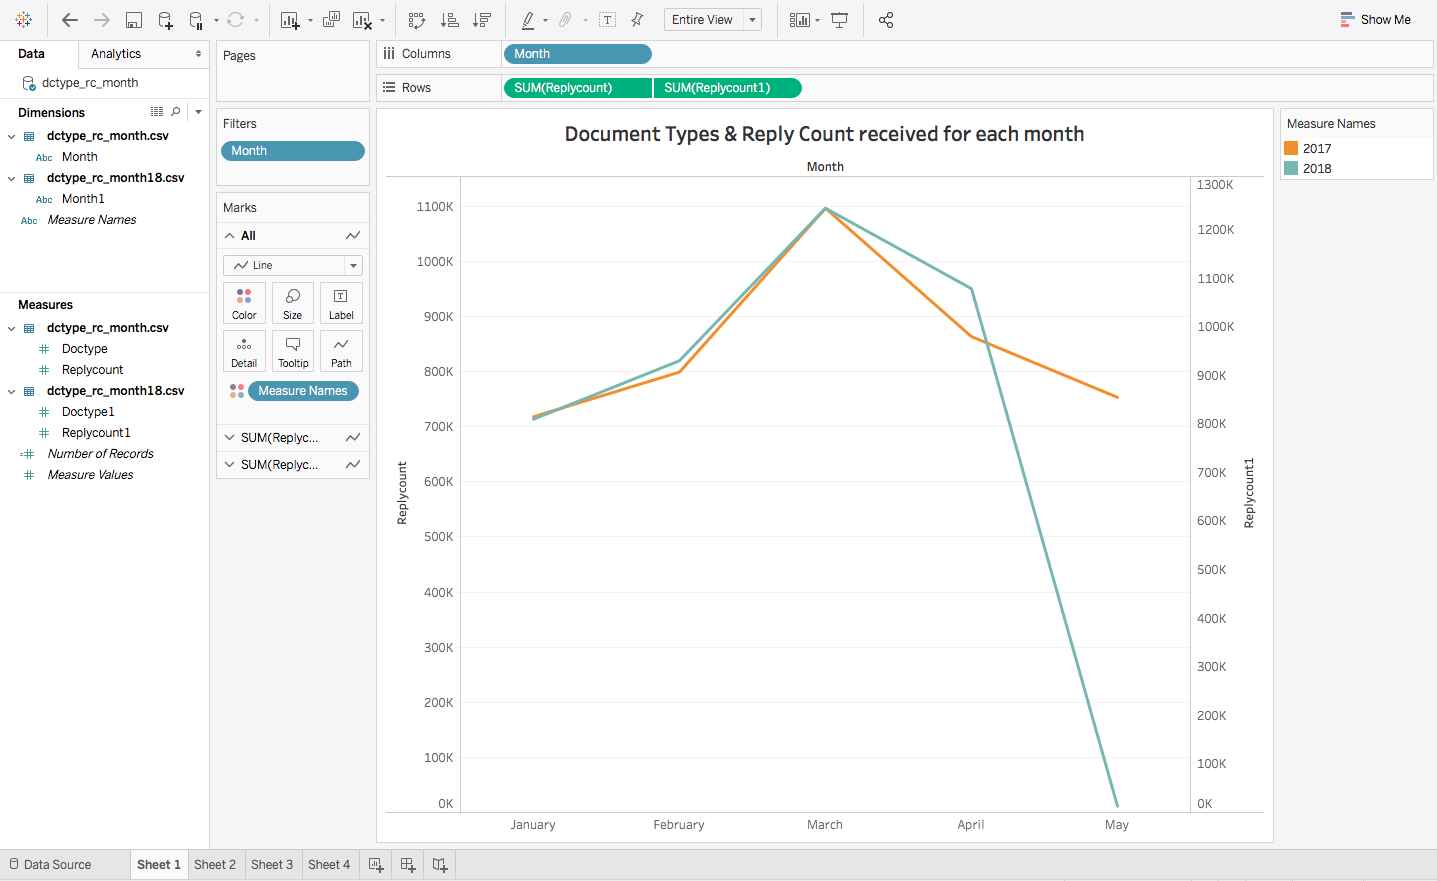 Entire View
Show Me
Data
Analytics
dctype_rc_month
Dimensions
dctype_rc_month.csv
Abc Month
dctype_rc_month18.csv
Abc Month1
Abc Measure Names
Measures
dctype_rc_month.csv
Doctype
Replycount
dctype_rc_month18.csv
Doctype1
Replycount1
Number of Records
Measure Values
Pages
Filters
Month
Marks
All
Line
Color Size Label
Detail Tooltip Path
Measure Names
SUM(Replyc...
SUM(Replyc...
Columns Month
Rows SUM(Replycount) SUM(Replycount1)
Document Types & Reply Count received for each month
Month
1100K
1000K
900K
800K
700K
600K
500K
400K
300K
200K
100K
0K
Replycount
1300K
1200K
1100K
1000K
900K
800K
700K
600K
500K
400K
300K
200K
100K
0K
Replycount1
January February March April May
Measure Names
2017
2018
Data Source Sheet 1 Sheet 2 Sheet 3 Sheet 4